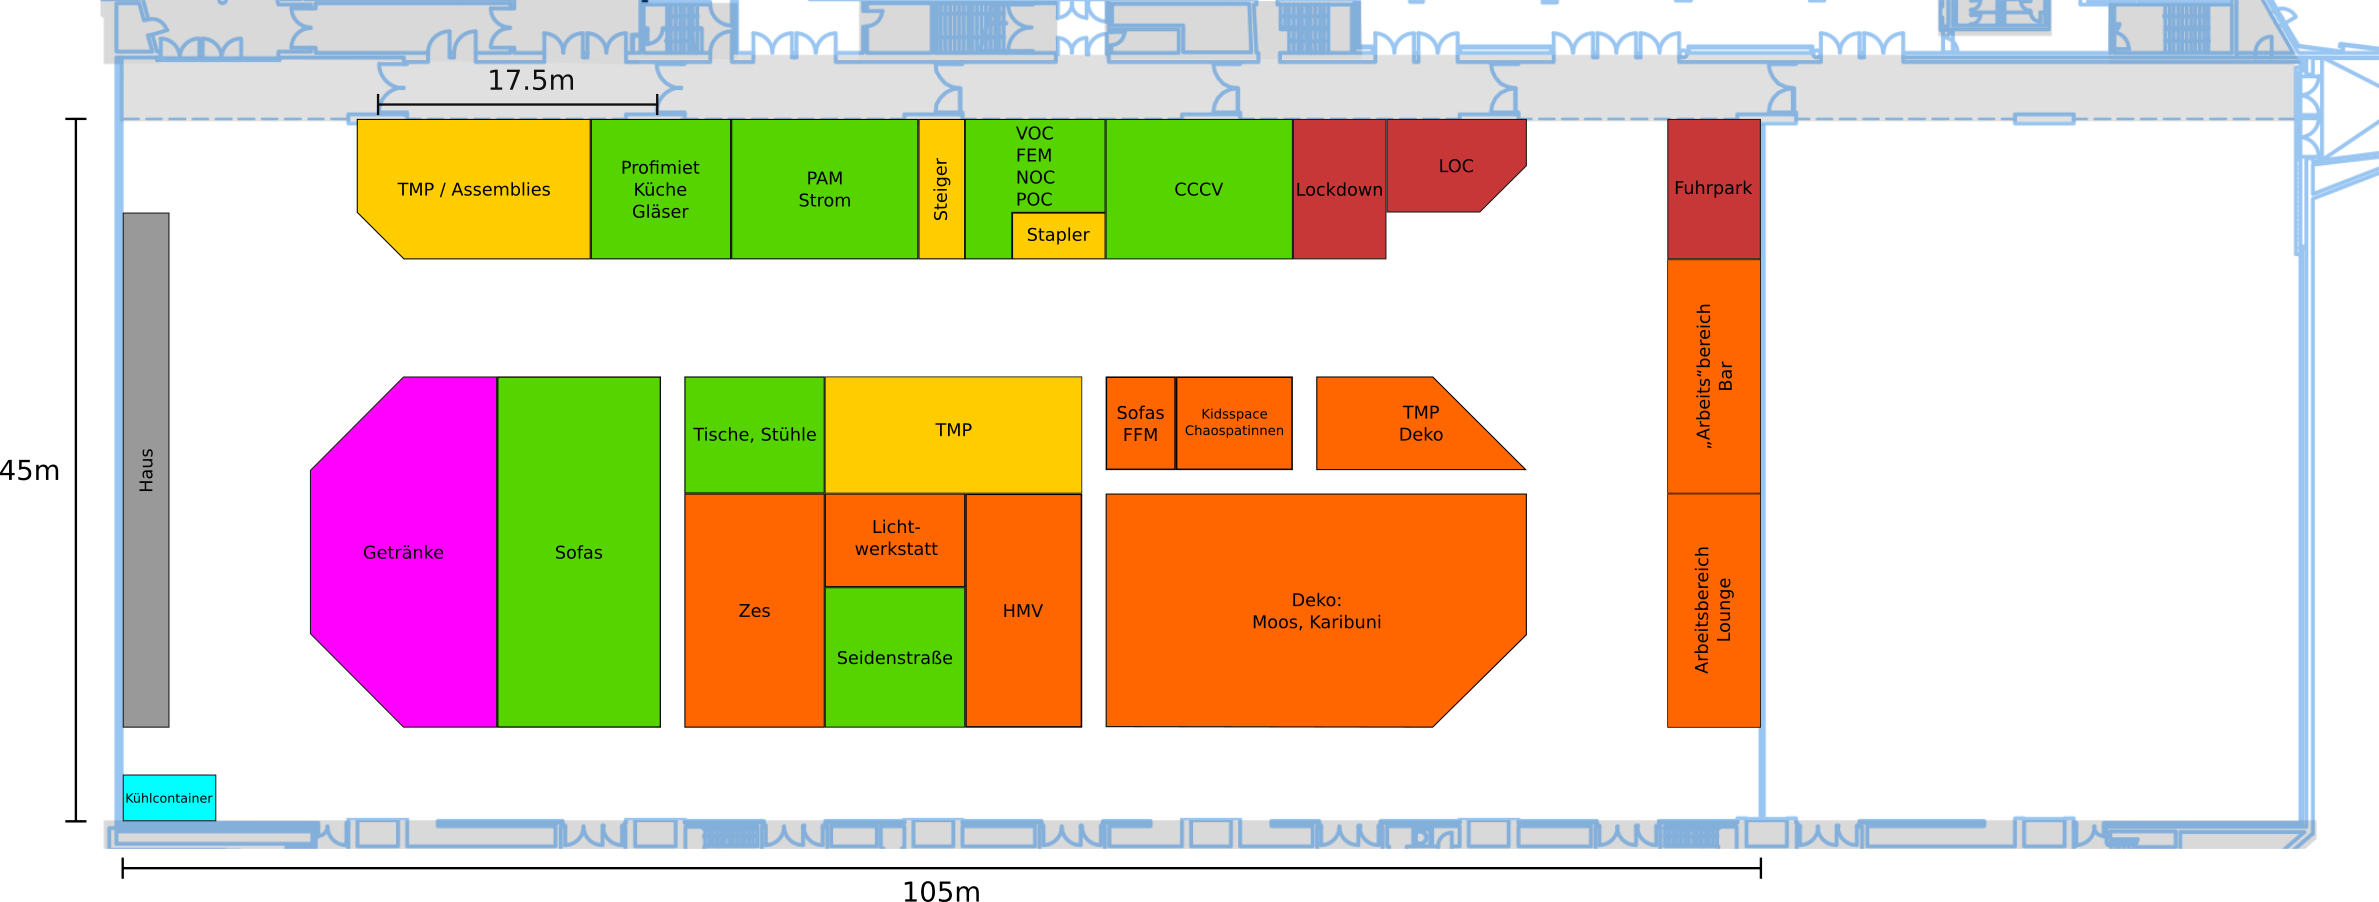 17.5m
TMP / Assemblies
Profimiet
Küche
Gläser
PAM
Strom
Steiger
VOC
FEM
NOC
POC
Stapler
CCCV
Lockdown
LOC
Fuhrpark
45m
Haus
Getränke
Sofas
Tische, Stühle
TMP
Sofas
FFM
Kidsspace
Chaospatinnen
TMP
Deko
„Arbeits“bereich
Bar
Zes
Licht-
werkstatt
Seidenstraße
HMV
Deko:
Moos, Karibuni
Arbeitsbereich
Lounge
Kühlcontainer
105m